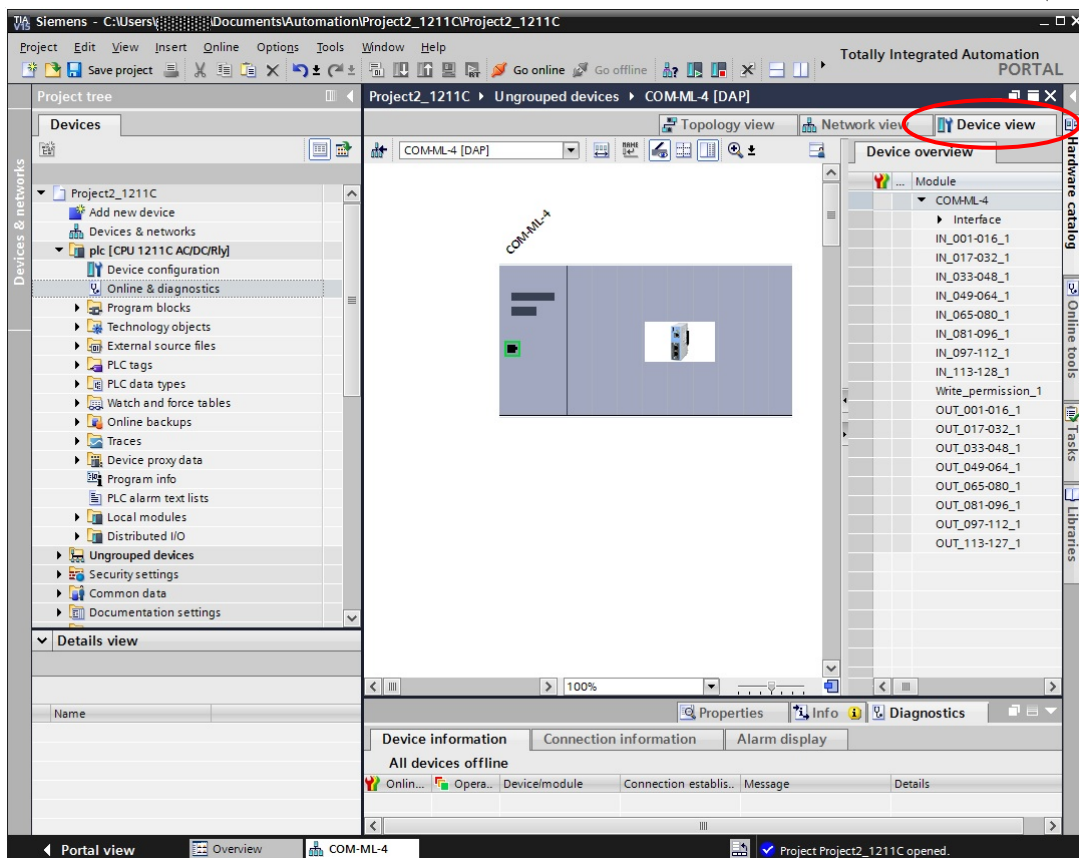 Siemens - C:\Users\ \Documents\Automation\Project2_1211C\Project2_1211C
Project Edit View Insert Online Options Tools Window Help
Totally Integrated Automation
PORTAL
Save project Go online Go offline
Project tree
Project2_1211C Ungrouped devices COM-ML-4 [DAP]
Devices
Topology view Network view Device view
COM-ML-4 [DAP]
Device overview
Devices & networks
Project2_1211C
Add new device
Devices & networks
plc [CPU 1211C AC/DC/Rly]
Device configuration
Online & diagnostics
Program blocks
Technology objects
External source files
PLC tags
PLC data types
Watch and force tables
Online backups
Traces
Device proxy data
Program info
PLC alarm text lists
Local modules
Distributed I/O
Ungrouped devices
Security settings
Common data
Documentation settings
COM-ML-4
100%
... Module
COM-ML-4
Interface
IN_001-016_1
IN_017-032_1
IN_033-048_1
IN_049-064_1
IN_065-080_1
IN_081-096_1
IN_097-112_1
IN_113-128_1
Write_permission_1
OUT_001-016_1
OUT_017-032_1
OUT_033-048_1
OUT_049-064_1
OUT_065-080_1
OUT_081-096_1
OUT_097-112_1
OUT_113-127_1
Hardware catalog
Online tools
Tasks
Libraries
Details view
Name
Properties Info Diagnostics
Device information Connection information Alarm display
All devices offline
Onlin... Opera.. Device/module Connection establis.. Message Details
Portal view Overview COM-ML-4 Project Project2_1211C opened.